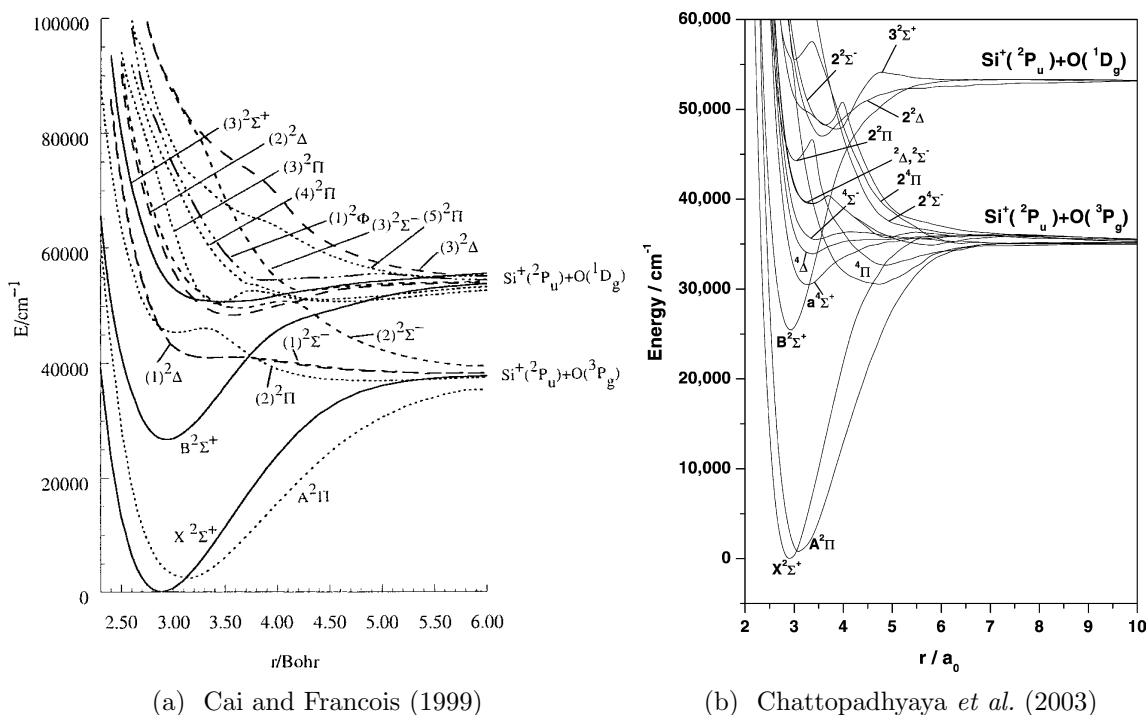 100000
80000
60000
40000
20000
0
E/cm⁻¹
(3)²Σ⁺
(2)²Δ
(3)²Π
(4)²Π
(1)²Φ
(3)²Σ⁻
(5)²Π
(3)²Δ
Si⁺(²Pᵤ)+O(¹D_g)
(2)²Σ⁻
(1)²Σ⁻
(1)²Δ
(2)²Π
Si⁺(²Pᵤ)+O(³P_g)
B²Σ⁺
A²Π
X²Σ⁺
2.50 3.00 3.50 4.00 4.50 5.00 5.50 6.00
r/Bohr
(a) Cai and Francois (1999)
60,000
50,000
40,000
30,000
20,000
10,000
0
Energy / cm⁻¹
3²Σ⁺
2²Σ⁻
Si⁺(²Pᵤ)+O(¹D_g)
2²Δ
2²Π
²Δ,²Σ⁻
2⁴Π
⁴Σ⁻
2⁴Σ⁻
Si⁺(²Pᵤ)+O(³P_g)
⁴Δ
⁴Π
a⁴Σ⁺
B²Σ⁺
A²Π
X²Σ⁺
2 3 4 5 6 7 8 9 10
r / a₀
(b) Chattopadhyaya et al. (2003)